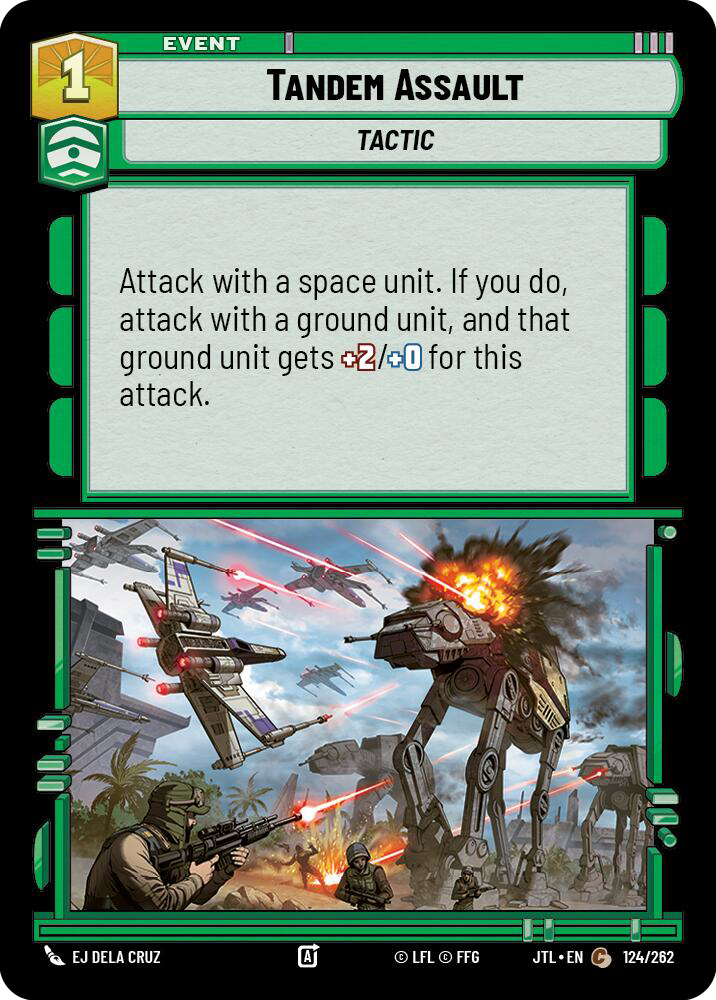 EVENT
1
TANDEM ASSAULT
TACTIC
Attack with a space unit. If you do,
attack with a ground unit, and that
ground unit gets +2/+0 for this
attack.
EJ DELA CRUZ
A
© LFL © FFG
JTL • EN
C
124/262